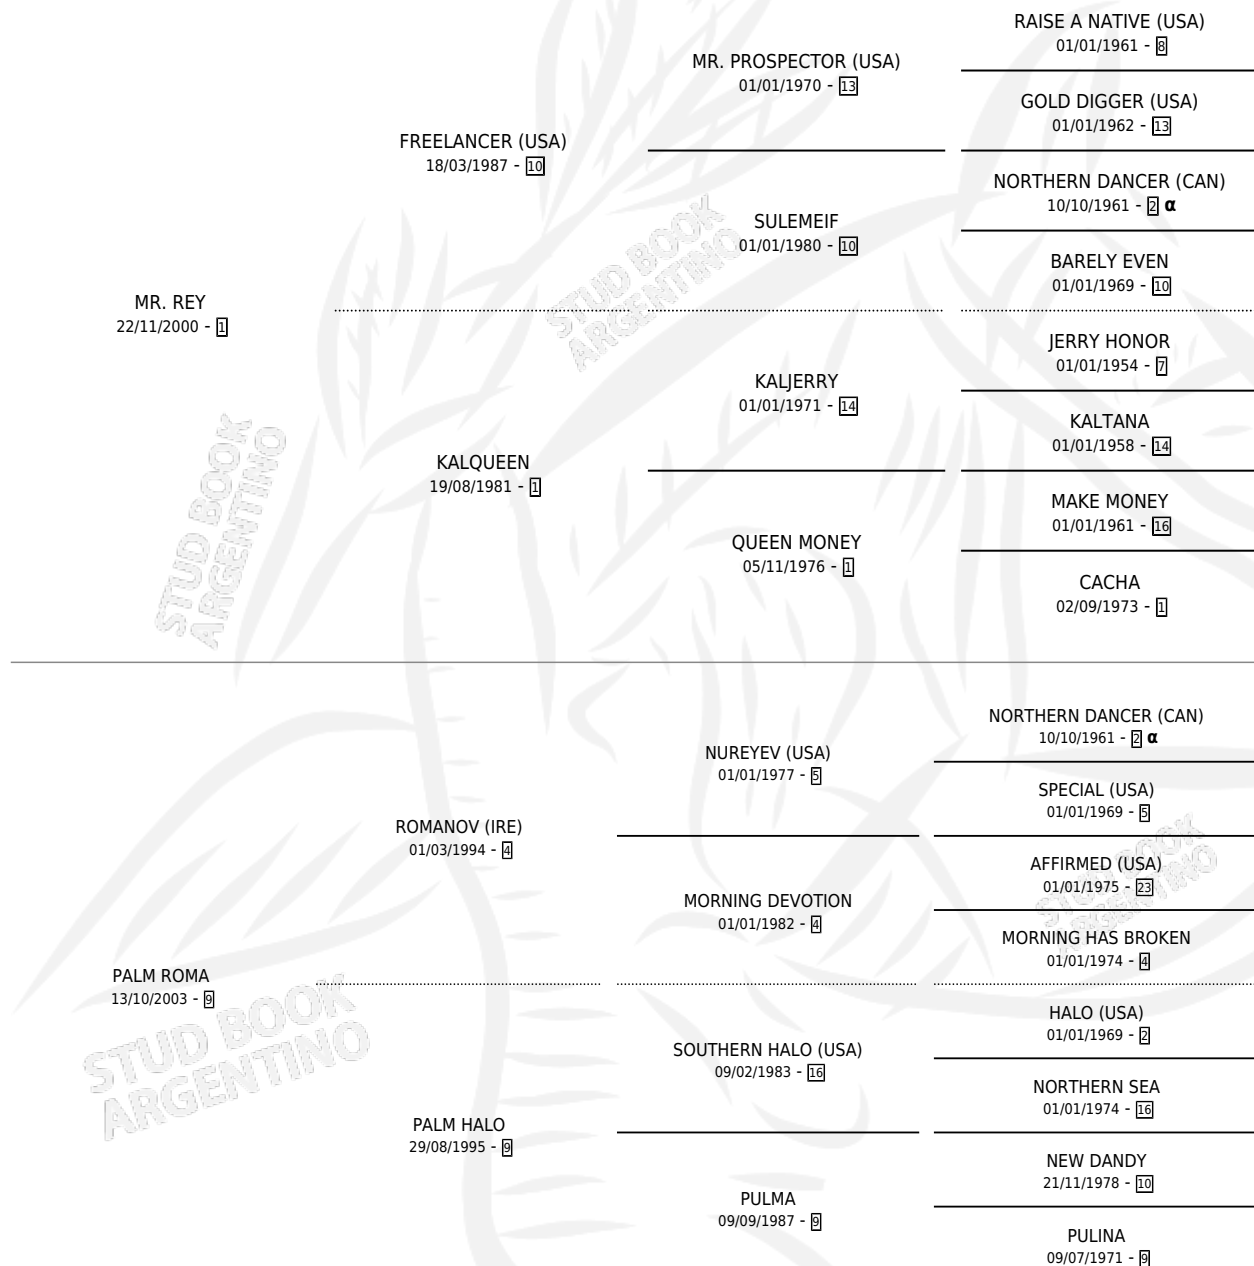 RAISE A NATIVE (USA)
01/01/1961 - 8
MR. PROSPECTOR (USA)
01/01/1970 - 13
GOLD DIGGER (USA)
01/01/1962 - 13
FREELANCER (USA)
18/03/1987 - 10
NORTHERN DANCER (CAN)
10/10/1961 - 2 α
SULEMEIF
01/01/1980 - 10
BARELY EVEN
01/01/1969 - 10
MR. REY
22/11/2000 - 1
JERRY HONOR
01/01/1954 - 7
KALJERRY
01/01/1971 - 14
KALTANA
01/01/1958 - 14
KALQUEEN
19/08/1981 - 1
MAKE MONEY
01/01/1961 - 16
QUEEN MONEY
05/11/1976 - 1
CACHA
02/09/1973 - 1
NORTHERN DANCER (CAN)
10/10/1961 - 2 α
NUREYEV (USA)
01/01/1977 - 5
SPECIAL (USA)
01/01/1969 - 5
ROMANOV (IRE)
01/03/1994 - 4
AFFIRMED (USA)
01/01/1975 - 23
MORNING DEVOTION
01/01/1982 - 4
MORNING HAS BROKEN
01/01/1974 - 4
PALM ROMA
13/10/2003 - 9
HALO (USA)
01/01/1969 - 2
SOUTHERN HALO (USA)
09/02/1983 - 16
NORTHERN SEA
01/01/1974 - 16
PALM HALO
29/08/1995 - 9
NEW DANDY
21/11/1978 - 10
PULMA
09/09/1987 - 9
PULINA
09/07/1971 - 9
STUD BOOK
ARGENTINO
STUD BOOK
ARGENTINO
STUD BOOK
ARGENTINO
STUD BOOK
ARGENTINO